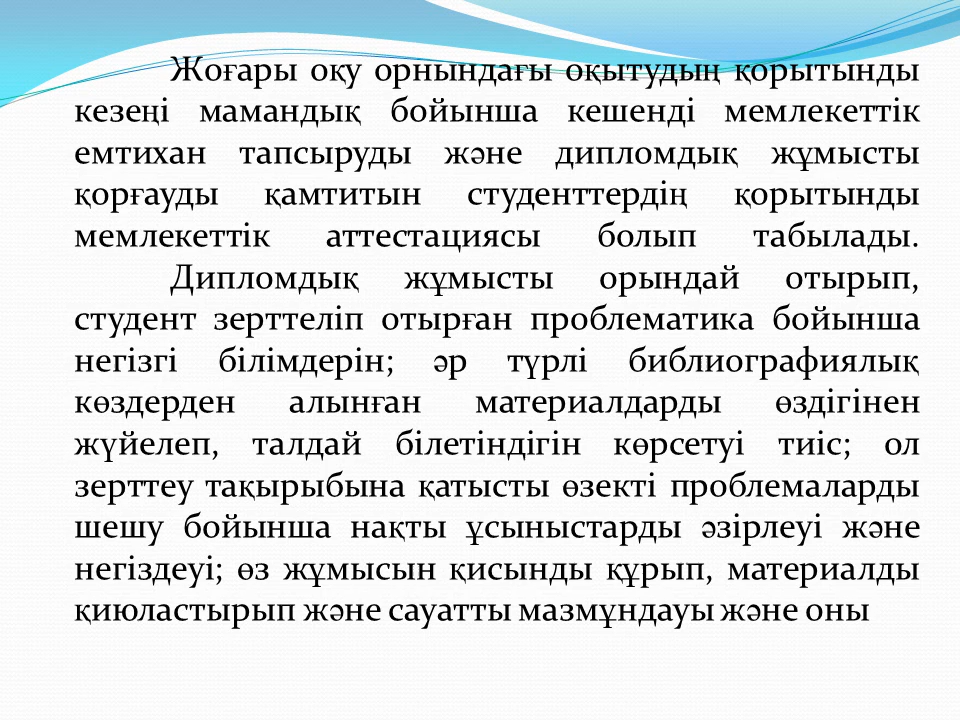 Жоғары оқу орнындағы оқытудың қорытынды
кезеңі мамандық бойынша кешенді мемлекеттік
емтихан тапсыруды және дипломдық жұмысты
қорғауды қамтитын студенттердің қорытынды
мемлекеттік аттестациясы болып табылады.
Дипломдық жұмысты орындай отырып,
студент зерттеліп отырған проблематика бойынша
негізгі білімдерін; әр түрлі библиографиялық
көздерден алынған материалдарды өздігінен
жүйелеп, талдай білетіндігін көрсетуі тиіс; ол
зерттеу тақырыбына қатысты өзекті проблемаларды
шешу бойынша нақты ұсыныстарды әзірлеуі және
негіздеуі; өз жұмысын қисынды құрып, материалды
қиюластырып және сауатты мазмұндауы және оны